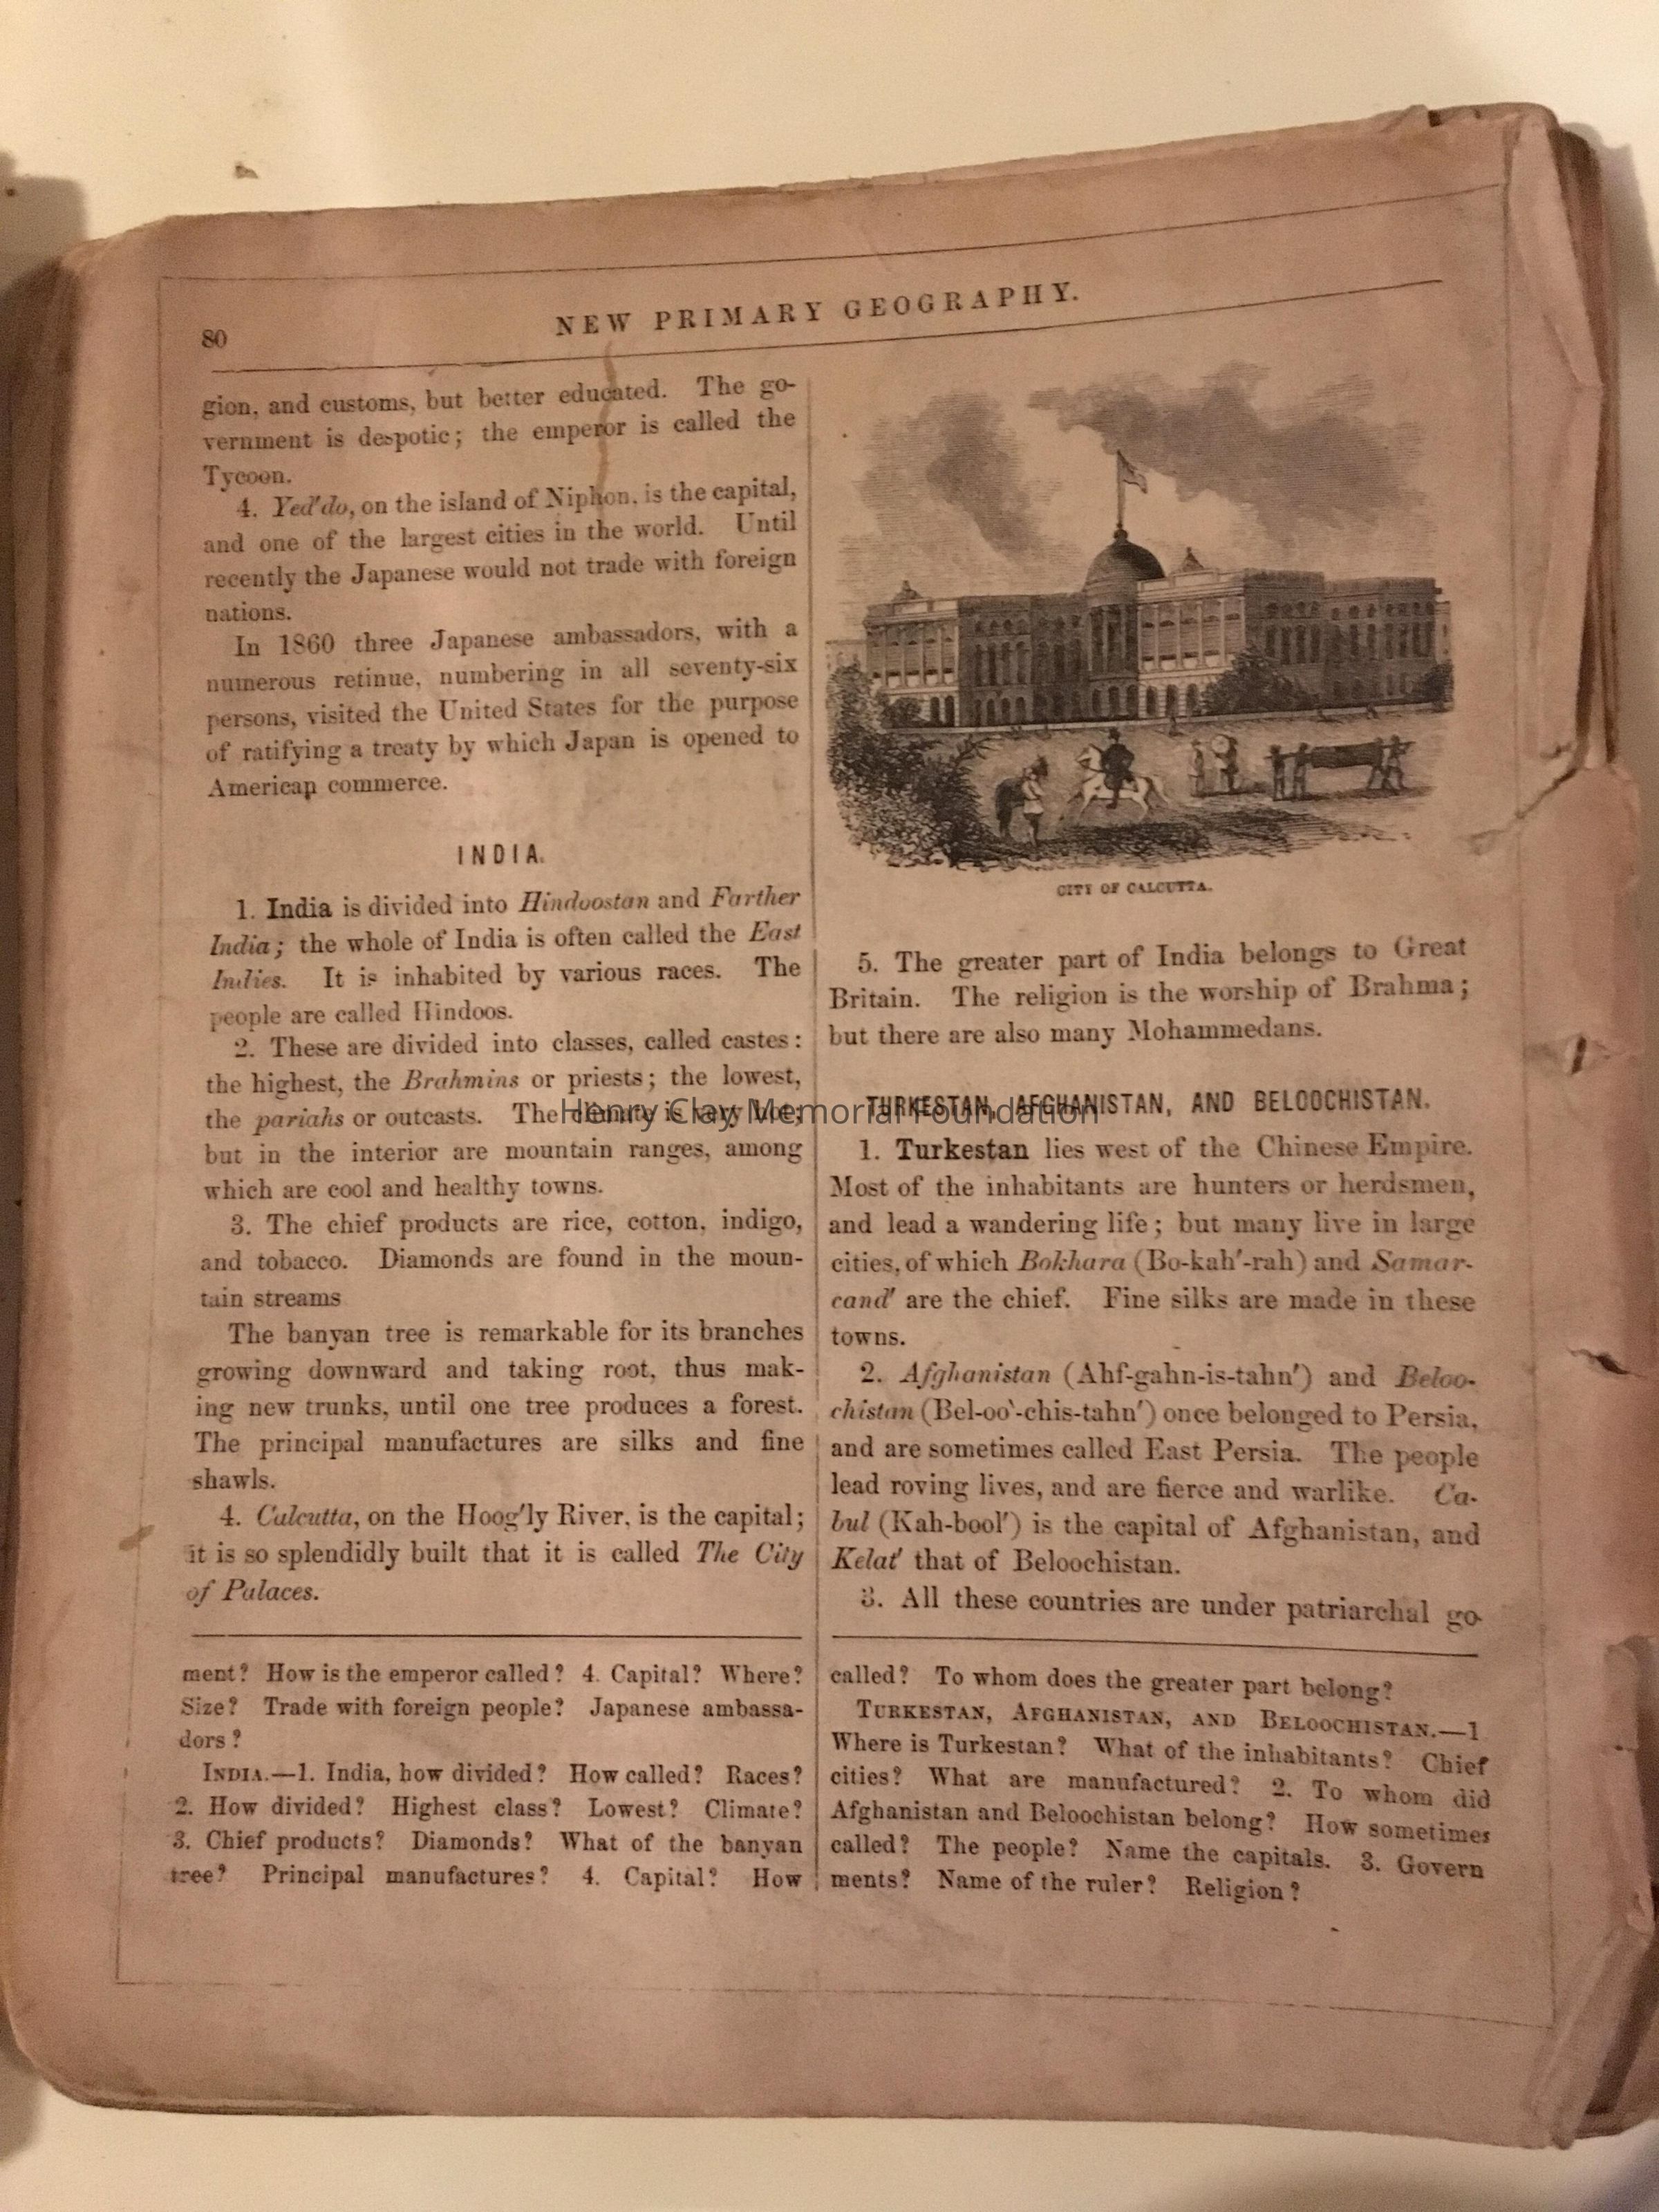 80
NEW PRIMARY GEOGRAPHY.
gion, and customs, but better educated. The go-
vernment is despotic; the emperor is called the
Tycoon.
4. Yed'do, on the island of Niphon, is the capital,
and one of the largest cities in the world. Until
recently the Japanese would not trade with foreign
nations.
In 1860 three Japanese ambassadors, with a
numerous retinue, numbering in all seventy-six
persons, visited the United States for the purpose
of ratifying a treaty by which Japan is opened to
American commerce.
INDIA.
1. India is divided into Hindoostan and Farther
India; the whole of India is often called the East
Indies. It is inhabited by various races. The
people are called Hindoos.
2. These are divided into classes, called castes:
the highest, the Brahmins or priests; the lowest,
the pariahs or outcasts. The climate is very hot;
but in the interior are mountain ranges, among
which are cool and healthy towns.
3. The chief products are rice, cotton, indigo,
and tobacco. Diamonds are found in the moun-
tain streams
The banyan tree is remarkable for its branches
growing downward and taking root, thus mak-
ing new trunks, until one tree produces a forest.
The principal manufactures are silks and fine
shawls.
4. Calcutta, on the Hoog'ly River, is the capital;
it is so splendidly built that it is called The City
of Palaces.
CITY OF CALCUTTA.
5. The greater part of India belongs to Great
Britain. The religion is the worship of Brahma;
but there are also many Mohammedans.
Henry Clay Memorial Foundation
TURKESTAN, AFGHANISTAN, AND BELOOCHISTAN.
1. Turkestan lies west of the Chinese Empire.
Most of the inhabitants are hunters or herdsmen,
and lead a wandering life; but many live in large
cities, of which Bokhara (Bo-kah'-rah) and Samar-
cand' are the chief. Fine silks are made in these
towns.
2. Afghanistan (Ahf-gahn-is-tahn') and Beloo-
chistan (Bel-oo`-chis-tahn') once belonged to Persia,
and are sometimes called East Persia. The people
lead roving lives, and are fierce and warlike. Ca-
bul (Kah-bool') is the capital of Afghanistan, and
Kelat' that of Beloochistan.
3. All these countries are under patriarchal go-
ment? How is the emperor called? 4. Capital? Where?
Size? Trade with foreign people? Japanese ambassa-
dors?
INDIA.—1. India, how divided? How called? Races?
2. How divided? Highest class? Lowest? Climate?
3. Chief products? Diamonds? What of the banyan
tree? Principal manufactures? 4. Capital? How
called? To whom does the greater part belong?
TURKESTAN, AFGHANISTAN, AND BELOOCHISTAN.—1
Where is Turkestan? What of the inhabitants? Chief
cities? What are manufactured? 2. To whom did
Afghanistan and Beloochistan belong? How sometimes
called? The people? Name the capitals. 3. Govern
ments? Name of the ruler? Religion?